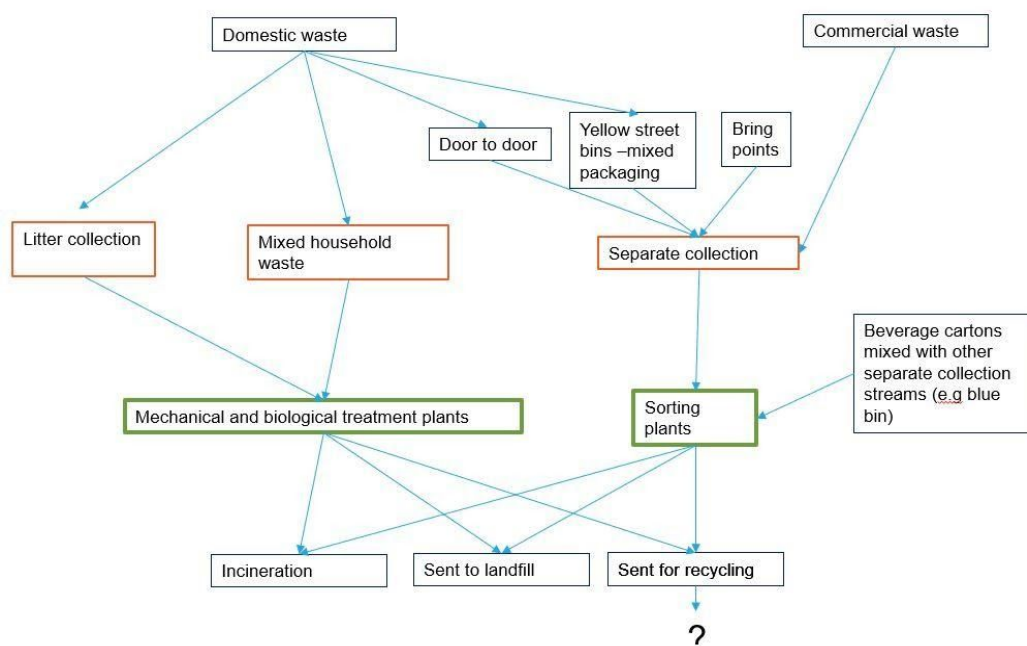 Domestic waste
Commercial waste
Door to door
Yellow street
bins –mixed
packaging
Bring
points
Litter collection
Mixed household
waste
Separate collection
Beverage cartons
mixed with other
separate collection
streams (e.g blue
bin)
Mechanical and biological treatment plants
Sorting
plants
Incineration
Sent to landfill
Sent for recycling
?